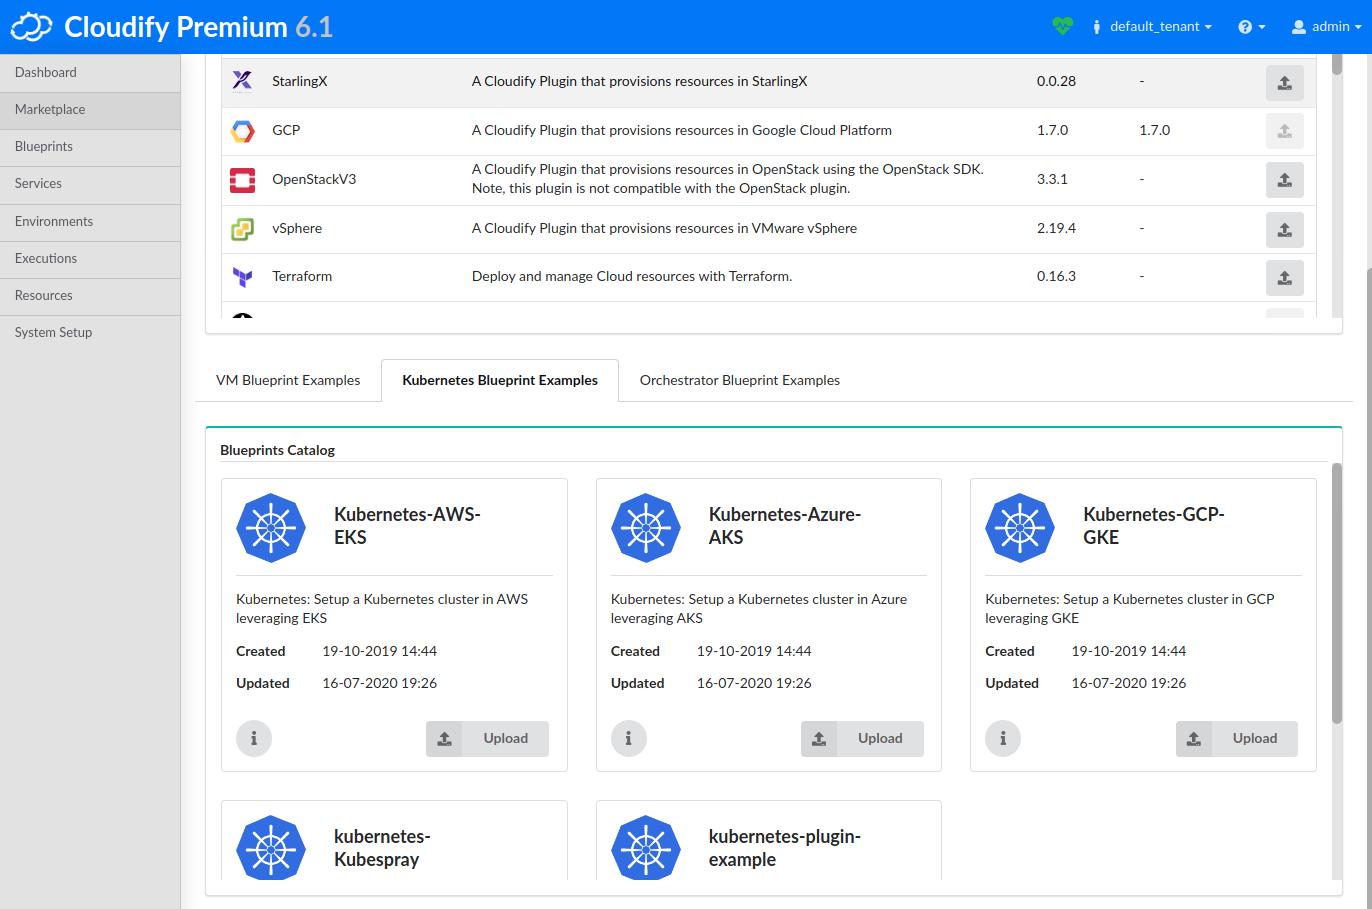 Cloudify Premium 6.1
default_tenant
admin
Dashboard
Marketplace
Blueprints
Services
Environments
Executions
Resources
System Setup
StarlingX A Cloudify Plugin that provisions resources in StarlingX 0.0.28 -
GCP A Cloudify Plugin that provisions resources in Google Cloud Platform 1.7.0 1.7.0
OpenStackV3 A Cloudify Plugin that provisions resources in OpenStack using the OpenStack SDK. 3.3.1 -
Note, this plugin is not compatible with the OpenStack plugin.
vSphere A Cloudify Plugin that provisions resources in VMware vSphere 2.19.4 -
Terraform Deploy and manage Cloud resources with Terraform. 0.16.3 -
VM Blueprint Examples Kubernetes Blueprint Examples Orchestrator Blueprint Examples
Blueprints Catalog
Kubernetes-AWS-
EKS
Kubernetes: Setup a Kubernetes cluster in AWS
leveraging EKS
Created 19-10-2019 14:44
Updated 16-07-2020 19:26
Upload
Kubernetes-Azure-
AKS
Kubernetes: Setup a Kubernetes cluster in Azure
leveraging AKS
Created 19-10-2019 14:44
Updated 16-07-2020 19:26
Upload
Kubernetes-GCP-
GKE
Kubernetes: Setup a Kubernetes cluster in GCP
leveraging GKE
Created 19-10-2019 14:44
Updated 16-07-2020 19:26
Upload
kubernetes-
Kubespray
kubernetes-plugin-
example